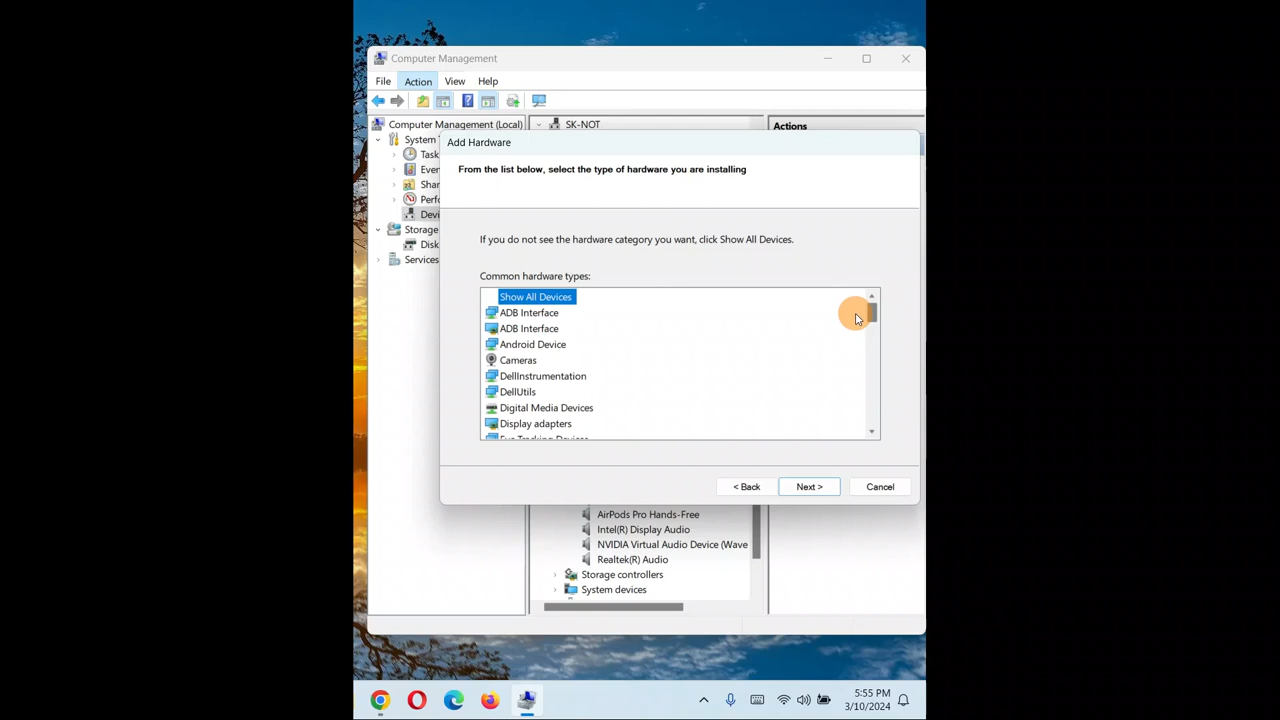 Computer Management
File Action View Help
Computer Management (Local)
System
Task
Even
Shar
Perfo
Devi
Storage
Disk
Services
SK-NOT
Actions
Add Hardware
From the list below, select the type of hardware you are installing
If you do not see the hardware category you want, click Show All Devices.
Common hardware types:
Show All Devices
ADB Interface
ADB Interface
Android Device
Cameras
DellInstrumentation
DellUtils
Digital Media Devices
Display adapters
Eye Tracking Devices
< Back Next > Cancel
AirPods Pro Hands-Free
Intel(R) Display Audio
NVIDIA Virtual Audio Device (Wave
Realtek(R) Audio
Storage controllers
System devices
5:55 PM
3/10/2024